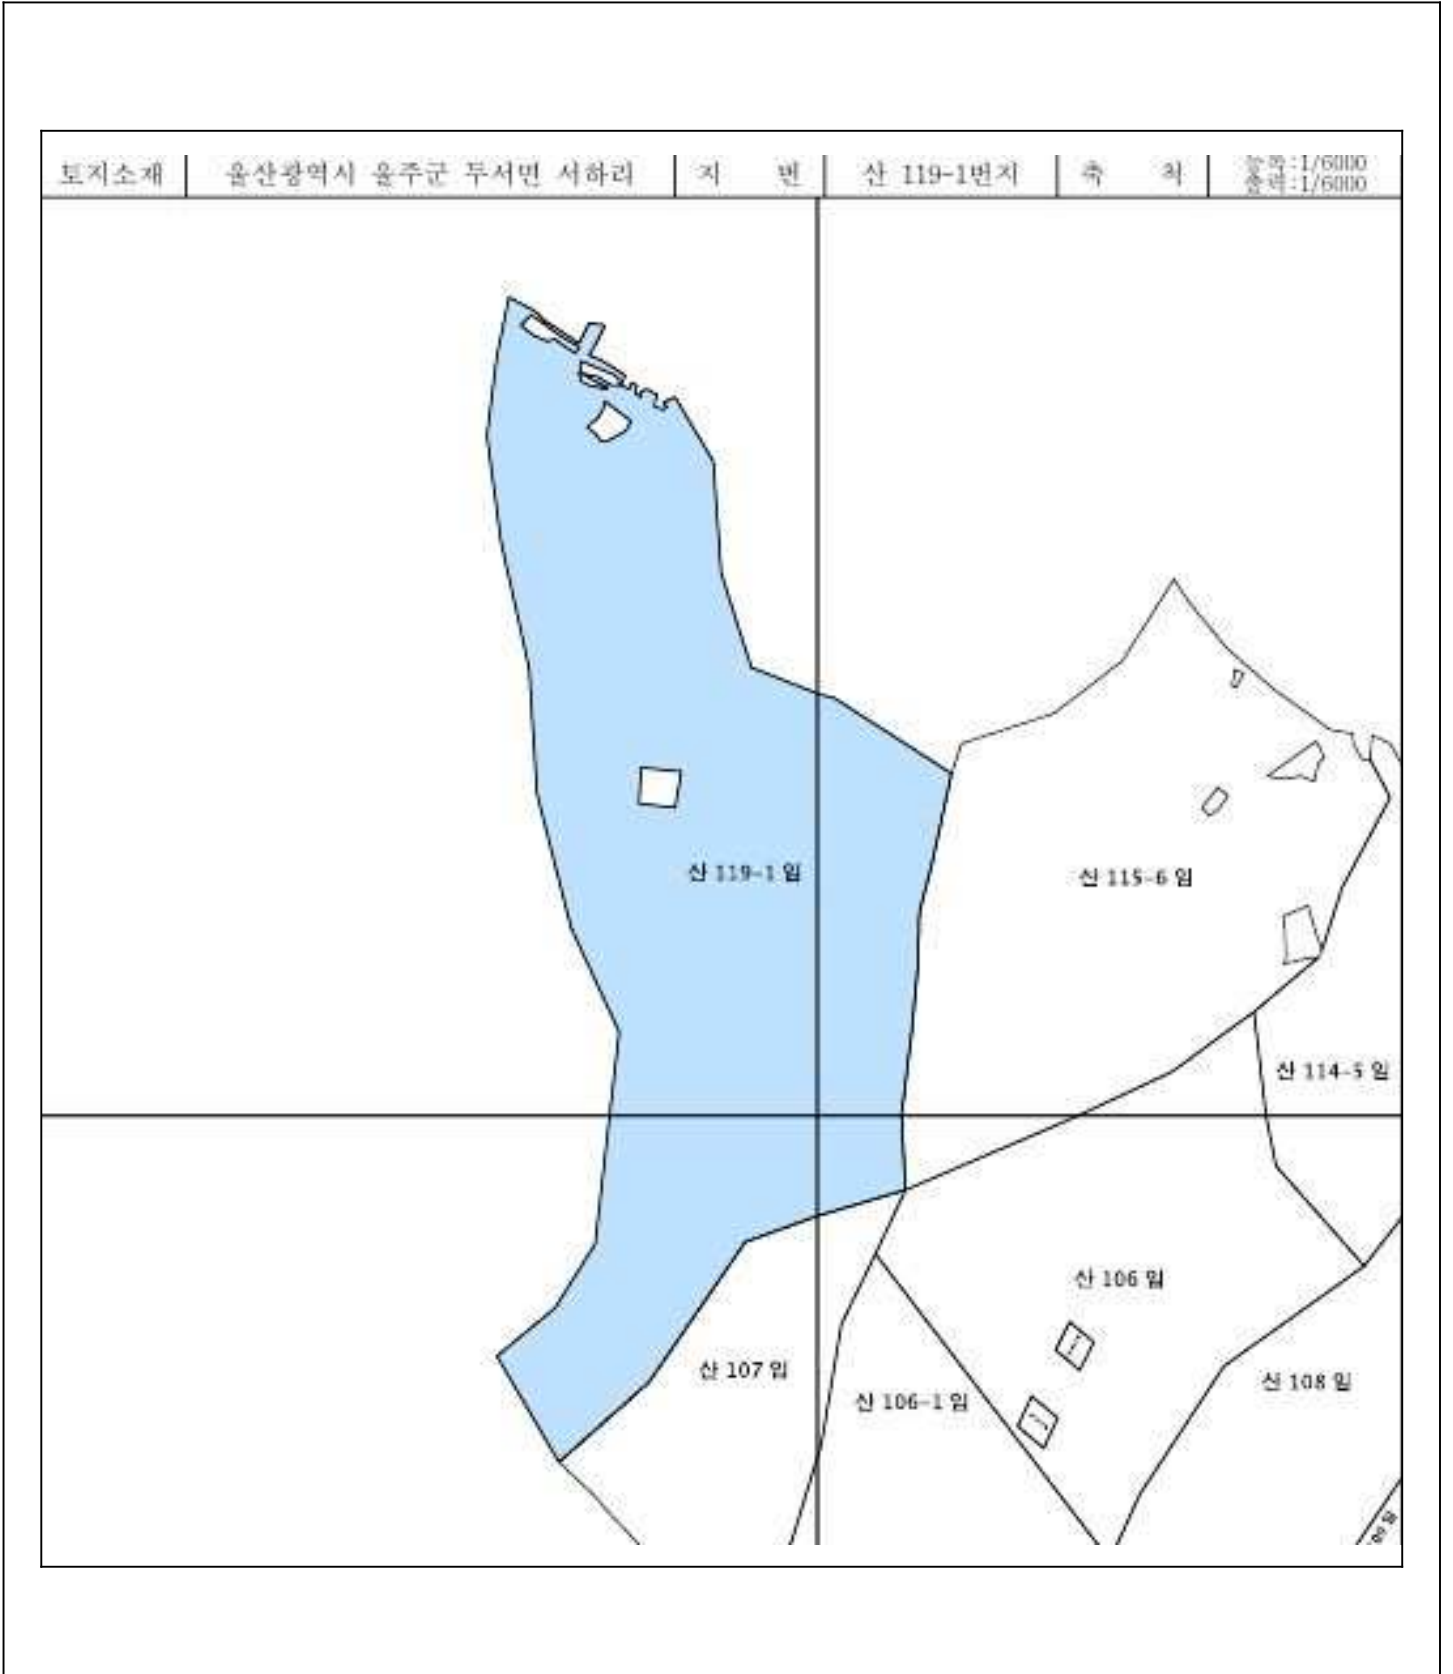 토지소재 울산광역시 울주군 두서면 서하리 지 번 산 119-1번지 축 척 등록:1/6000
출력:1/6000
산 119-1 임
산 115-6 임
산 114-5 임
산 106 임
산 107 임
산 106-1 임
산 108 임